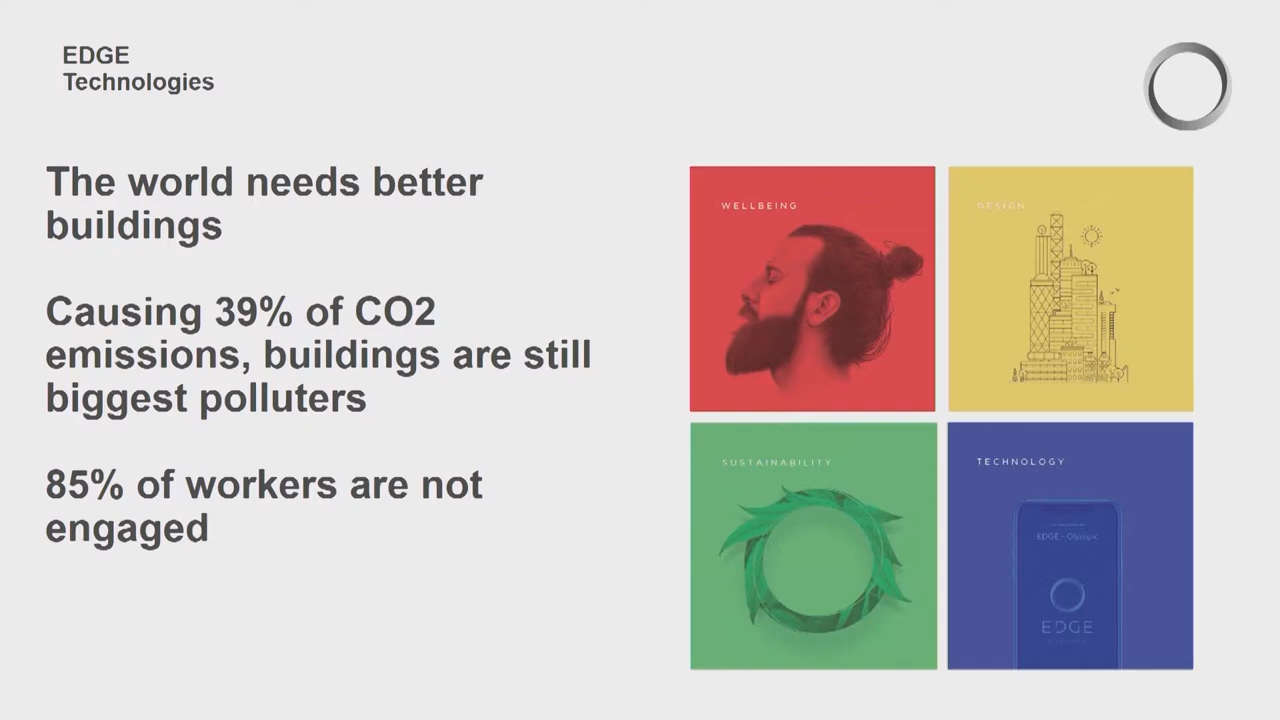 EDGE
Technologies
The world needs better
buildings
Causing 39% of CO2
emissions, buildings are still
biggest polluters
85% of workers are not
engaged
WELLBEING
DESIGN
SUSTAINABILITY
TECHNOLOGY
EDGE - Olympic
EDGE